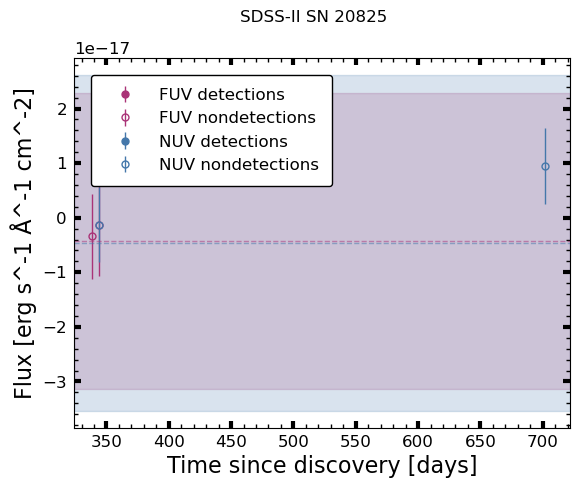 SDSS-II SN 20825
1e−17
FUV detections
FUV nondetections
NUV detections
NUV nondetections
2
1
0
−1
−2
−3
Flux [erg s^-1 Å^-1 cm^-2]
350 400 450 500 550 600 650 700
Time since discovery [days]